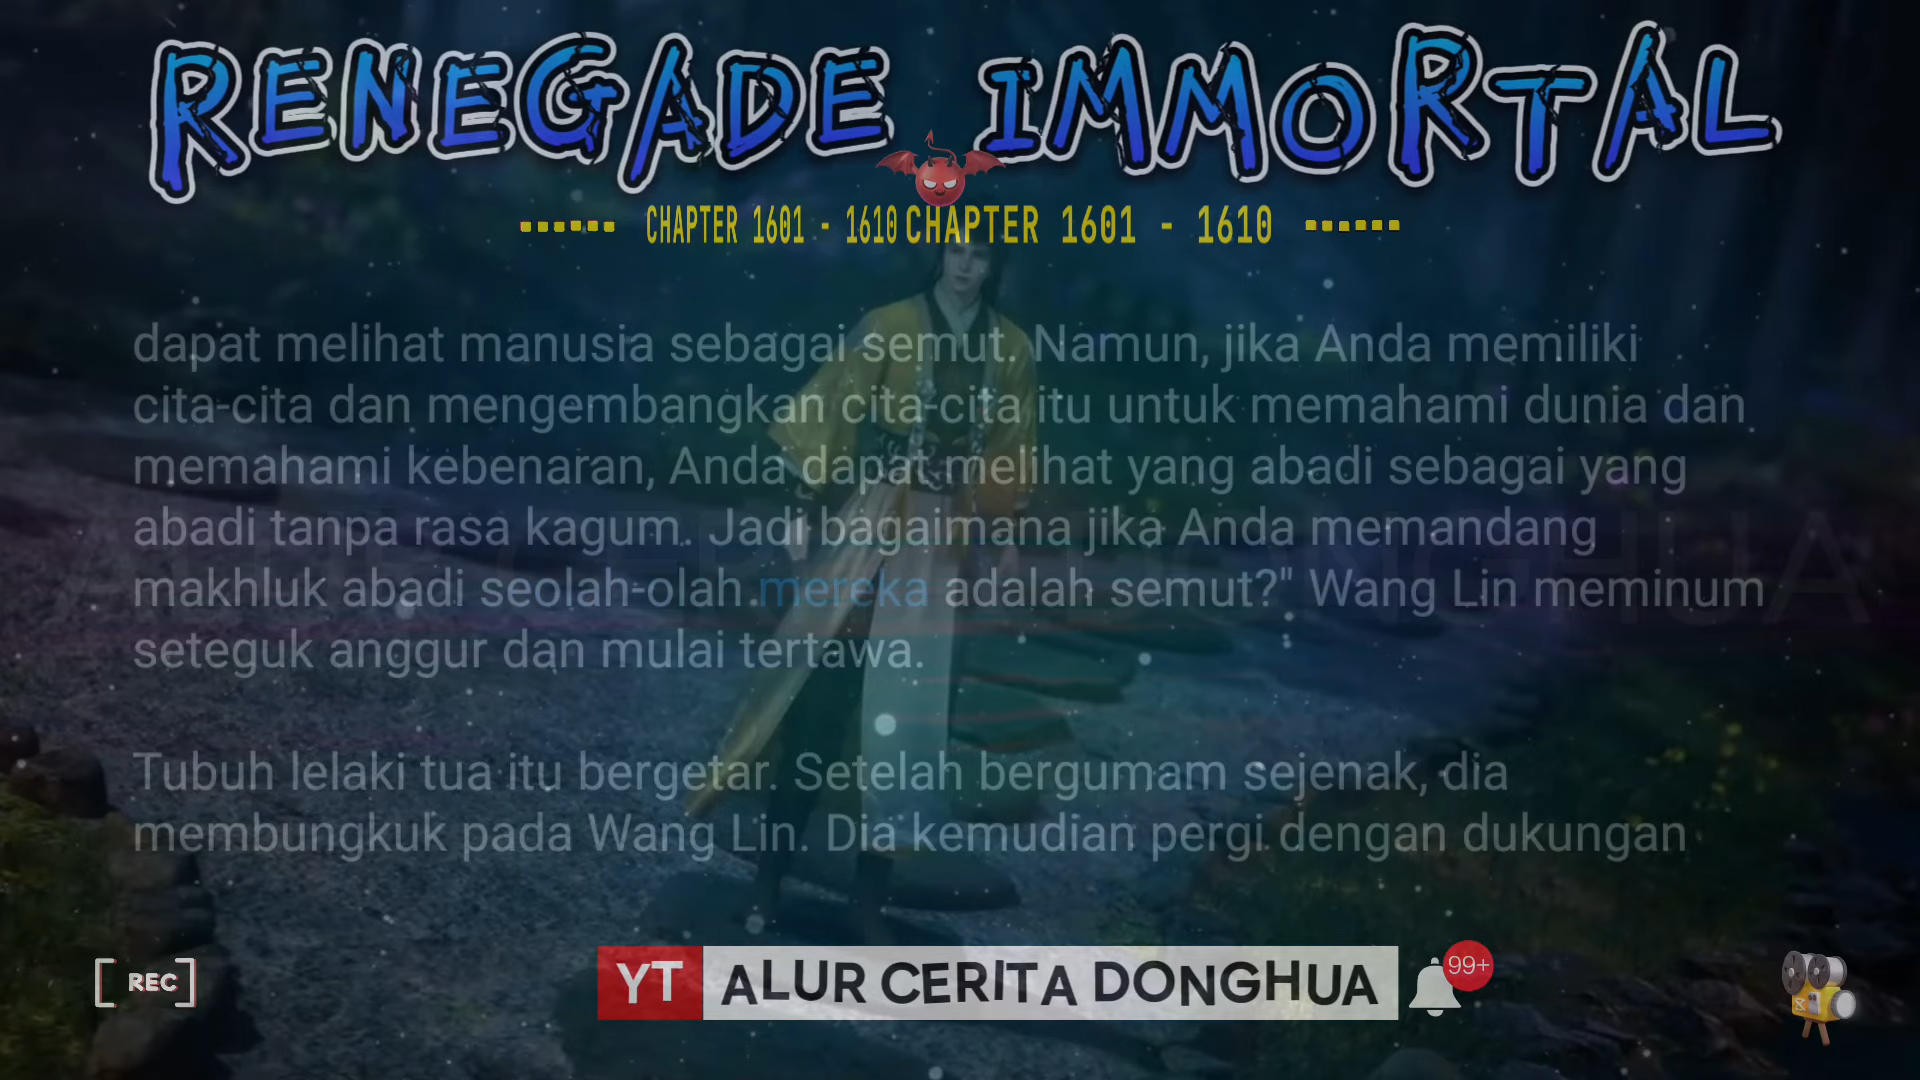 RENEGADE IMMORTAL
CHAPTER 1601 - 1610 CHAPTER 1601 - 1610
dapat melihat manusia sebagai semut. Namun, jika Anda memiliki
cita-cita dan mengembangkan cita-cita itu untuk memahami dunia dan
memahami kebenaran, Anda dapat melihat yang abadi sebagai yang
abadi tanpa rasa kagum. Jadi bagaimana jika Anda memandang
makhluk abadi seolah-olah mereka adalah semut?" Wang Lin meminum
seteguk anggur dan mulai tertawa.
Tubuh lelaki tua itu bergetar. Setelah bergumam sejenak, dia
membungkuk pada Wang Lin. Dia kemudian pergi dengan dukungan
[ REC ]
YT ALUR CERITA DONGHUA 99+